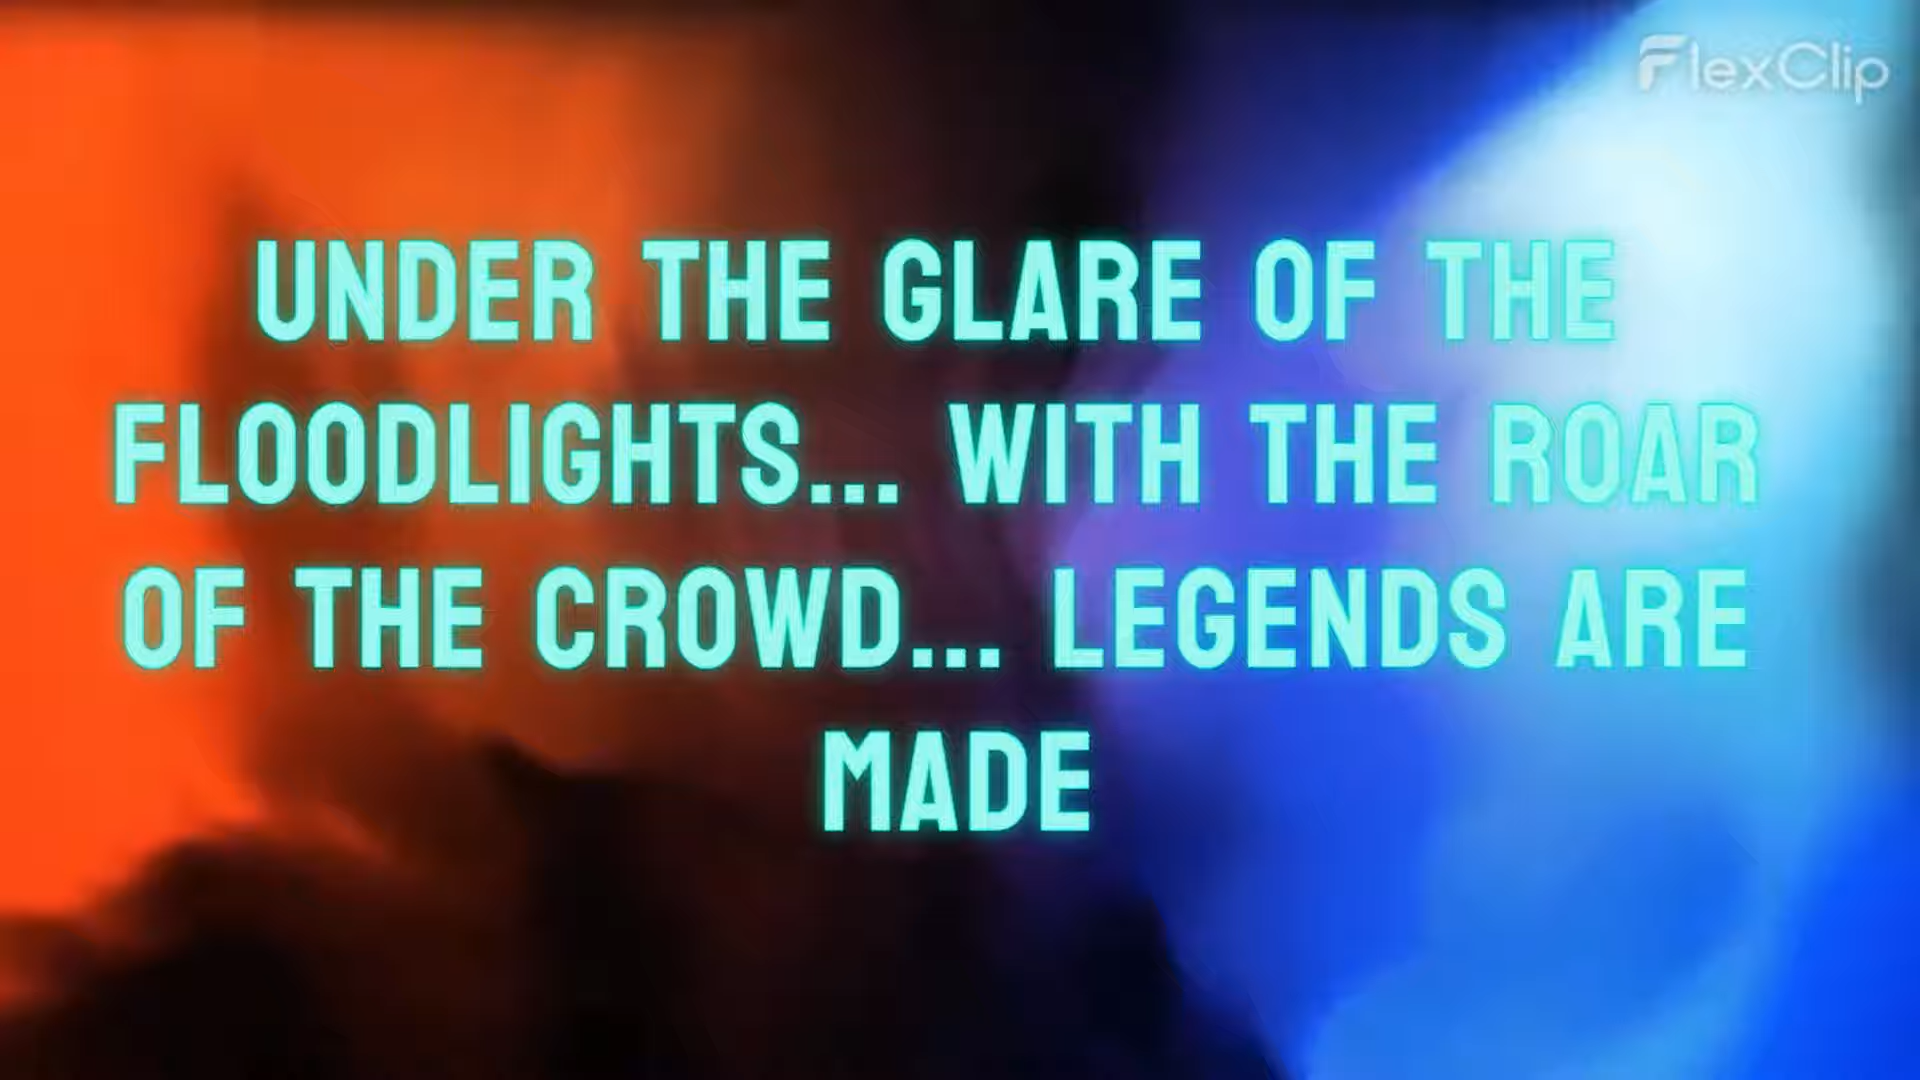 FlexClip
UNDER THE GLARE OF THE
FLOODLIGHTS... WITH THE ROAR
OF THE CROWD... LEGENDS ARE
MADE